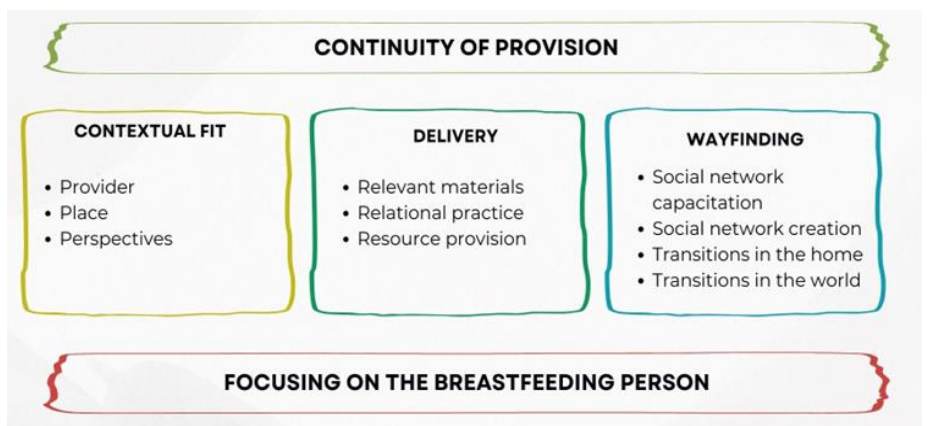 CONTINUITY OF PROVISION
CONTEXTUAL FIT
• Provider
• Place
• Perspectives
DELIVERY
• Relevant materials
• Relational practice
• Resource provision
WAYFINDING
• Social network
capacitation
• Social network creation
• Transitions in the home
• Transitions in the world
FOCUSING ON THE BREASTFEEDING PERSON